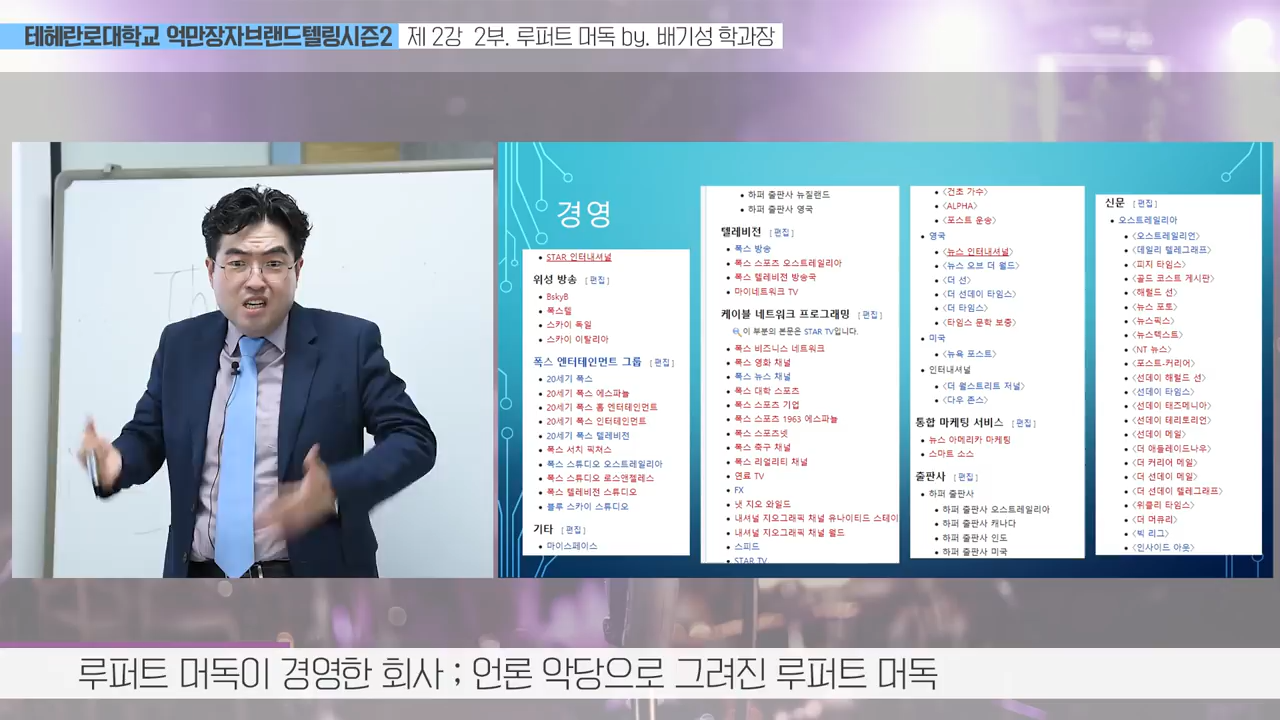 테헤란로대학교 억만장자브랜드텔링시즌2 제 2강 2부. 루퍼트 머독 by. 배기성 학과장
경영
STAR 인터내셔널
위성 방송 [편집]
BskyB
폭스텔
스카이 독일
스카이 이탈리아
폭스 엔터테인먼트 그룹 [편집]
20세기 폭스
20세기 폭스 에스파뇰
20세기 폭스 홈 엔터테인먼트
20세기 폭스 인터테인먼트
20세기 폭스 텔레비전
폭스 서치 픽쳐스
폭스 스튜디오 오스트레일리아
폭스 스튜디오 로스앤젤레스
폭스 텔레비전 스튜디오
블루 스카이 스튜디오
기타 [편집]
마이스페이스
하퍼 출판사 뉴질랜드
하퍼 출판사 영국
텔레비전 [편집]
폭스 방송
폭스 스포츠 오스트레일리아
폭스 텔레비전 방송국
마이네트워크 TV
케이블 네트워크 프로그래밍 [편집]
이 부분의 본문은 STAR TV입니다.
폭스 비즈니스 네트워크
폭스 영화 채널
폭스 뉴스 채널
폭스 대학 스포츠
폭스 스포츠 기업
폭스 스포츠 1963 에스파뇰
폭스 스포츠넷
폭스 축구 채널
폭스 리얼리티 채널
연료 TV
FX
냇 지오 와일드
내셔널 지오그래픽 채널 유나이티드 스테이
내셔널 지오그래픽 채널 월드
스피드
STAR TV
〈건초 가수〉
〈ALPHA〉
〈포스트 운송〉
영국
〈뉴스 인터내셔널〉
〈뉴스 오브 더 월드〉
〈더 선〉
〈더 선데이 타임스〉
〈더 타임스〉
〈타임스 문학 보충〉
미국
〈뉴욕 포스트〉
인터내셔널
〈더 월스트리트 저널〉
〈다우 존스〉
통합 마케팅 서비스 [편집]
뉴스 아메리카 마케팅
스마트 소스
출판사 [편집]
하퍼 출판사
하퍼 출판사 오스트레일리아
하퍼 출판사 캐나다
하퍼 출판사 인도
하퍼 출판사 미국
신문 [편집]
오스트레일리아
〈오스트레일리언〉
〈데일리 텔레그래프〉
〈피지 타임스〉
〈골드 코스트 게시판〉
〈해럴드 선〉
〈뉴스 포토〉
〈뉴스픽스〉
〈뉴스텍스트〉
〈NT 뉴스〉
〈포스트-커리어〉
〈선데이 해럴드 선〉
〈선데이 타임스〉
〈선데이 태즈메니아〉
〈선데이 테리토리언〉
〈선데이 메일〉
〈더 애들레이드나우〉
〈더 커리어 메일〉
〈더 선데이 메일〉
〈더 선데이 텔레그래프〉
〈위클리 타임스〉
〈더 머큐리〉
〈빅 리그〉
〈인사이드 아웃〉
루퍼트 머독이 경영한 회사 ; 언론 악당으로 그려진 루퍼트 머독